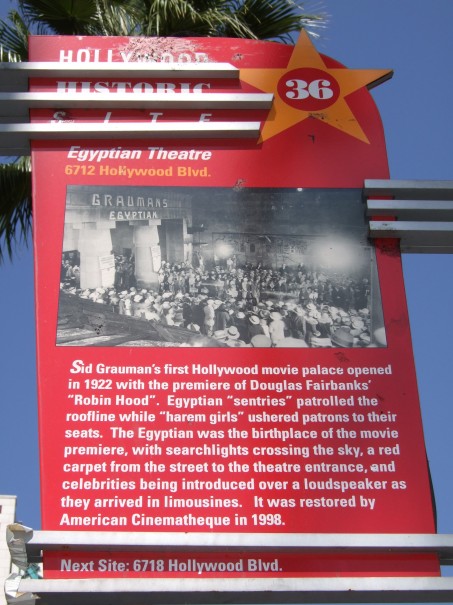 HOLLYWOOD
HISTORIC
SITE
36
Egyptian Theatre
6712 Hollywood Blvd.
GRAUMANS
EGYPTIAN
Sid Grauman's first Hollywood movie palace opened
in 1922 with the premiere of Douglas Fairbanks'
"Robin Hood". Egyptian "sentries" patrolled the
roofline while "harem girls" ushered patrons to their
seats. The Egyptian was the birthplace of the movie
premiere, with searchlights crossing the sky, a red
carpet from the street to the theatre entrance, and
celebrities being introduced over a loudspeaker as
they arrived in limousines. It was restored by
American Cinematheque in 1998.
Next Site: 6718 Hollywood Blvd.